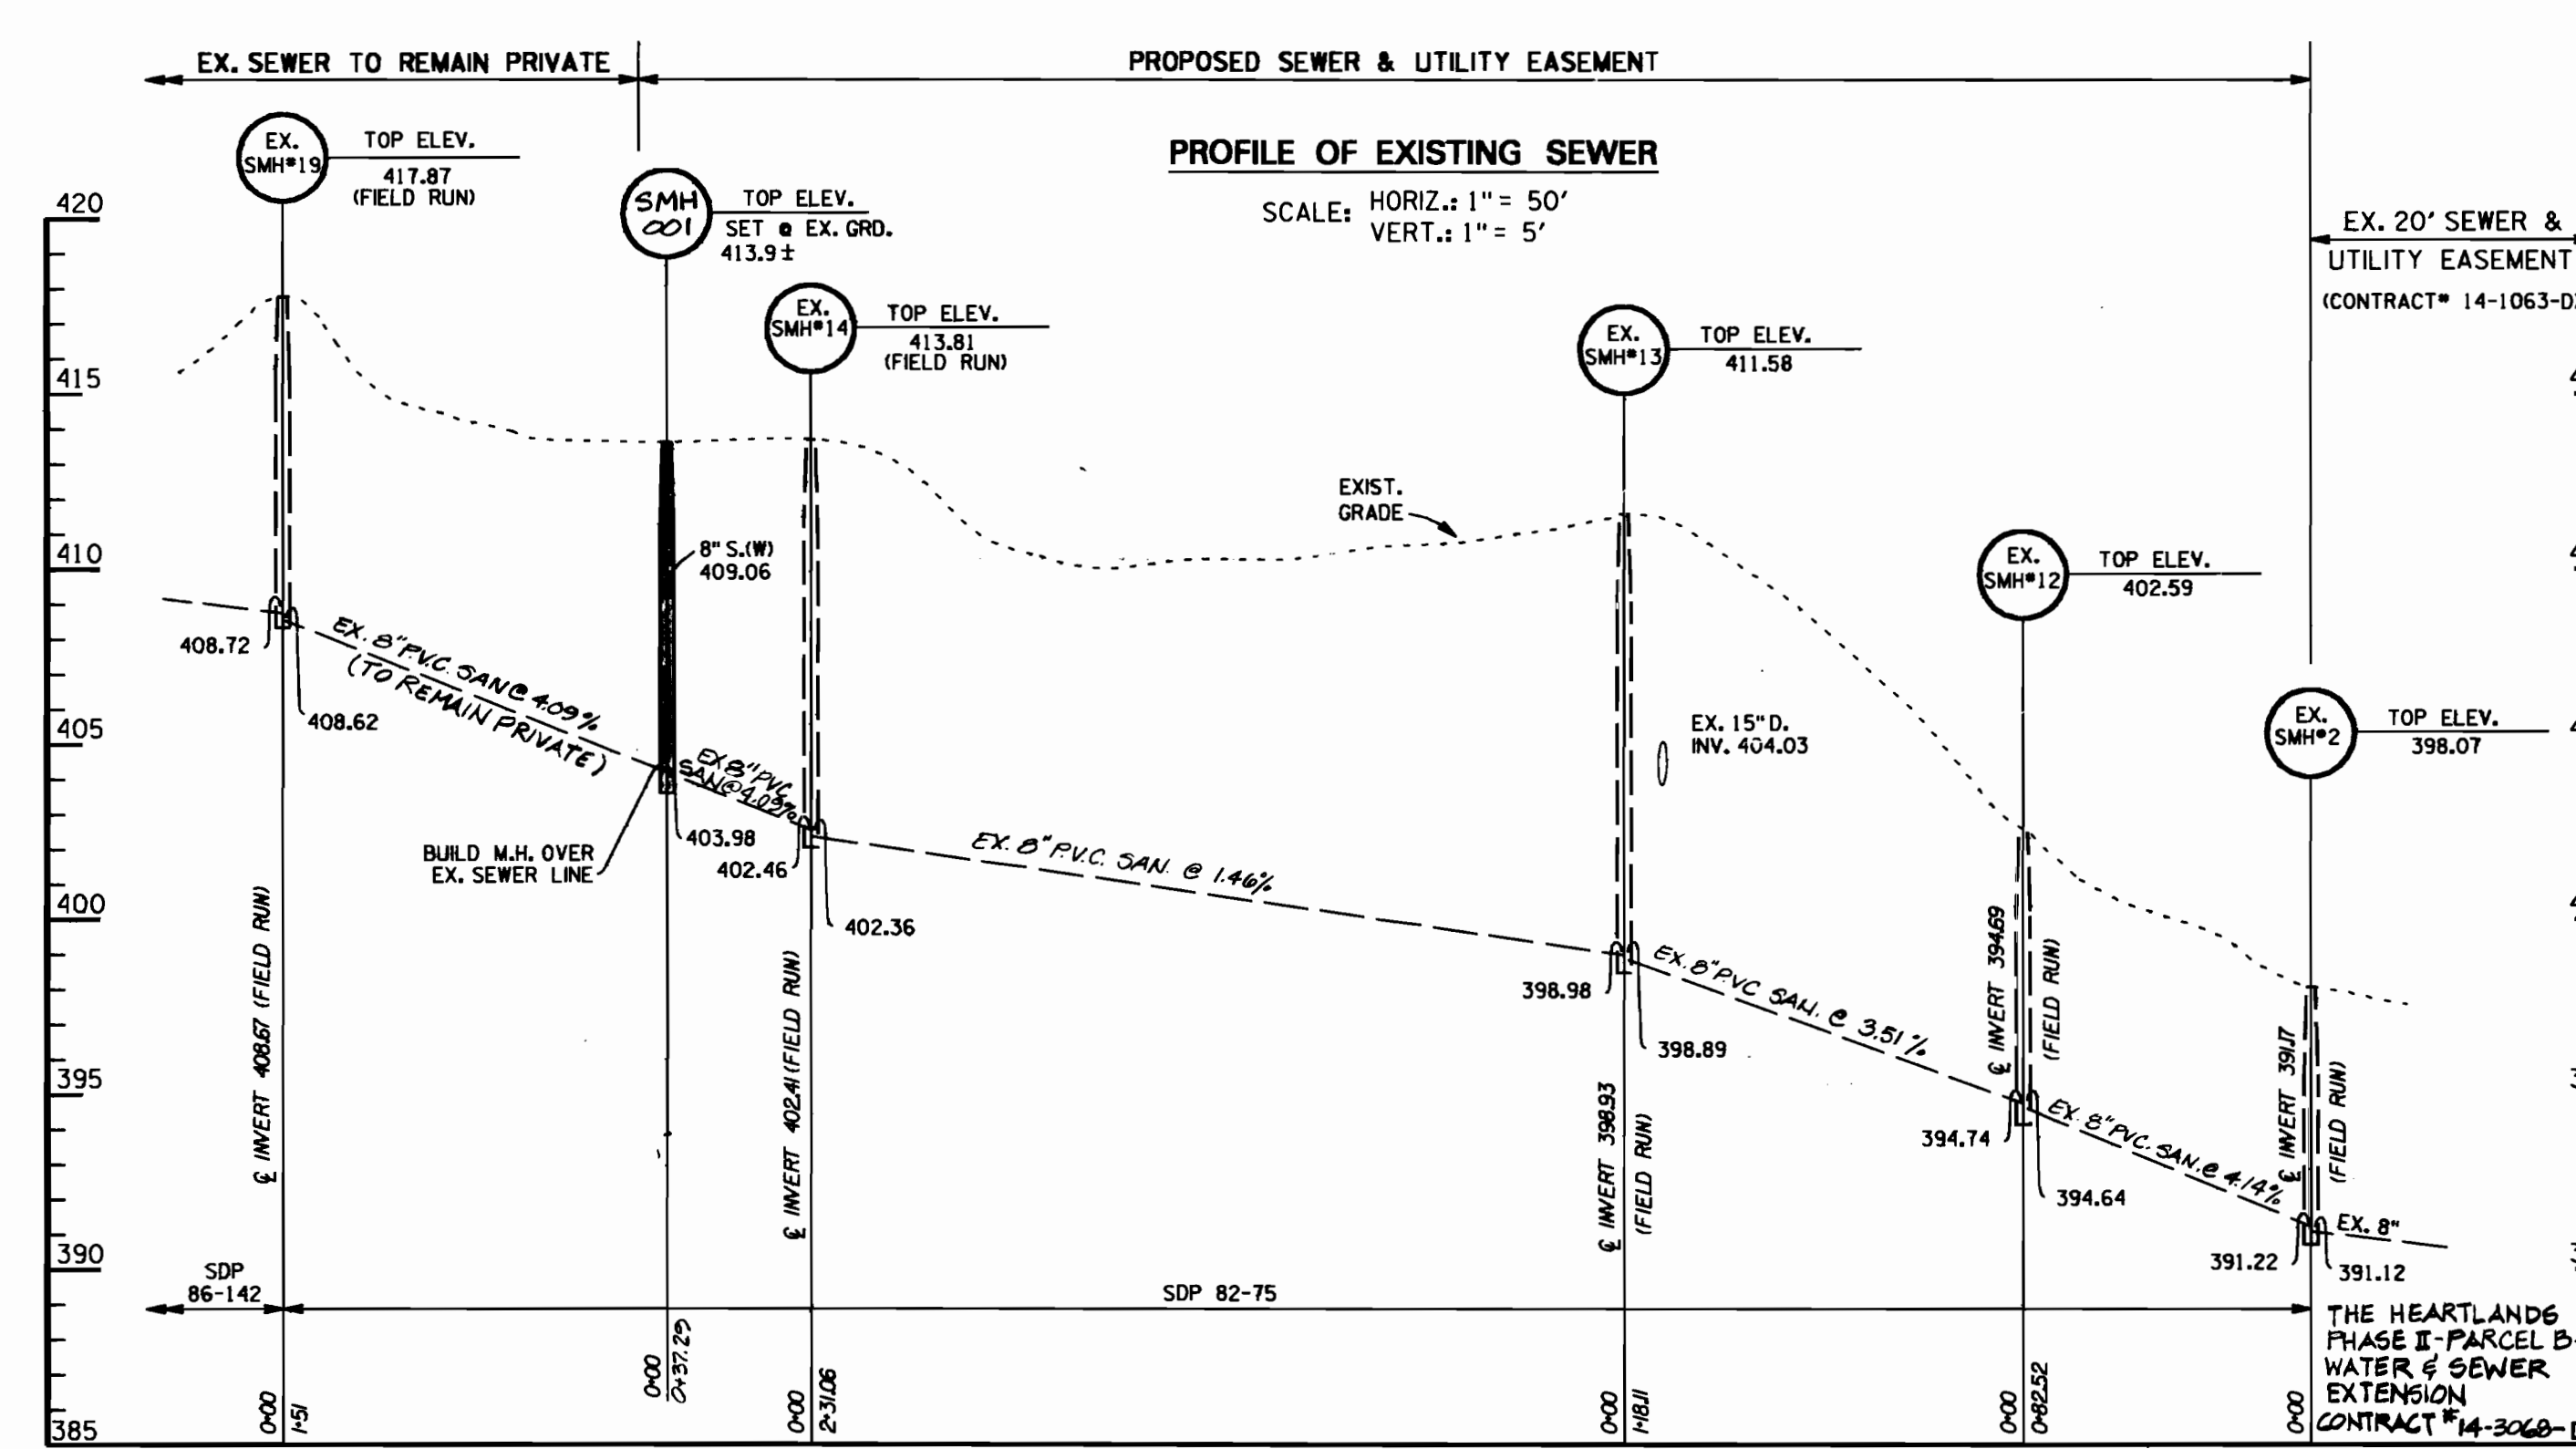 EX. SEWER TO REMAIN PRIVATE
PROPOSED SEWER & UTILITY EASEMENT
PROFILE OF EXISTING SEWER
SCALE: HORIZ.: 1" = 50'
VERT.: 1" = 5'
EX.
SMH#19
TOP ELEV.
417.87
(FIELD RUN)
SMH
001
TOP ELEV.
SET @ EX. GRD.
413.9±
EX.
SMH#14
TOP ELEV.
413.81
(FIELD RUN)
EX.
SMH#13
TOP ELEV.
411.58
EX.
SMH#12
TOP ELEV.
402.59
EX.
SMH#2
TOP ELEV.
398.07
EX. 20' SEWER &
UTILITY EASEMENT
(CONTRACT# 14-1063-D
420
415
410
405
400
395
390
385
EXIST.
GRADE
8" S.(W)
409.06
408.72
408.62
EX. 8" P.V.C. SAN @ 4.09%
(TO REMAIN PRIVATE)
EX 8" PVC
SAN @ 4.09%
BUILD M.H. OVER
EX. SEWER LINE
403.98
402.46
402.36
EX. 8" P.V.C. SAN. @ 1.46%
EX. 15" D.
INV. 404.03
398.98
398.89
EX. 8" PVC SAN. @ 3.51%
394.74
394.64
EX. 8" PVC. SAN. @ 4.14%
391.22
391.12
EX. 8"
℄ INVERT 408.67 (FIELD RUN)
℄ INVERT 402.41 (FIELD RUN)
℄ INVERT 398.93
(FIELD RUN)
℄ INVERT 394.69
(FIELD RUN)
℄ INVERT 391.17
(FIELD RUN)
SDP
86-142
SDP 82-75
0+00
1+51
0+00
0+37.29
0+00
2+31.06
0+00
1+18.11
0+00
0+82.52
0+00
THE HEARTLANDS
PHASE II-PARCEL B-
WATER & SEWER
EXTENSION
CONTRACT # 14-3068-